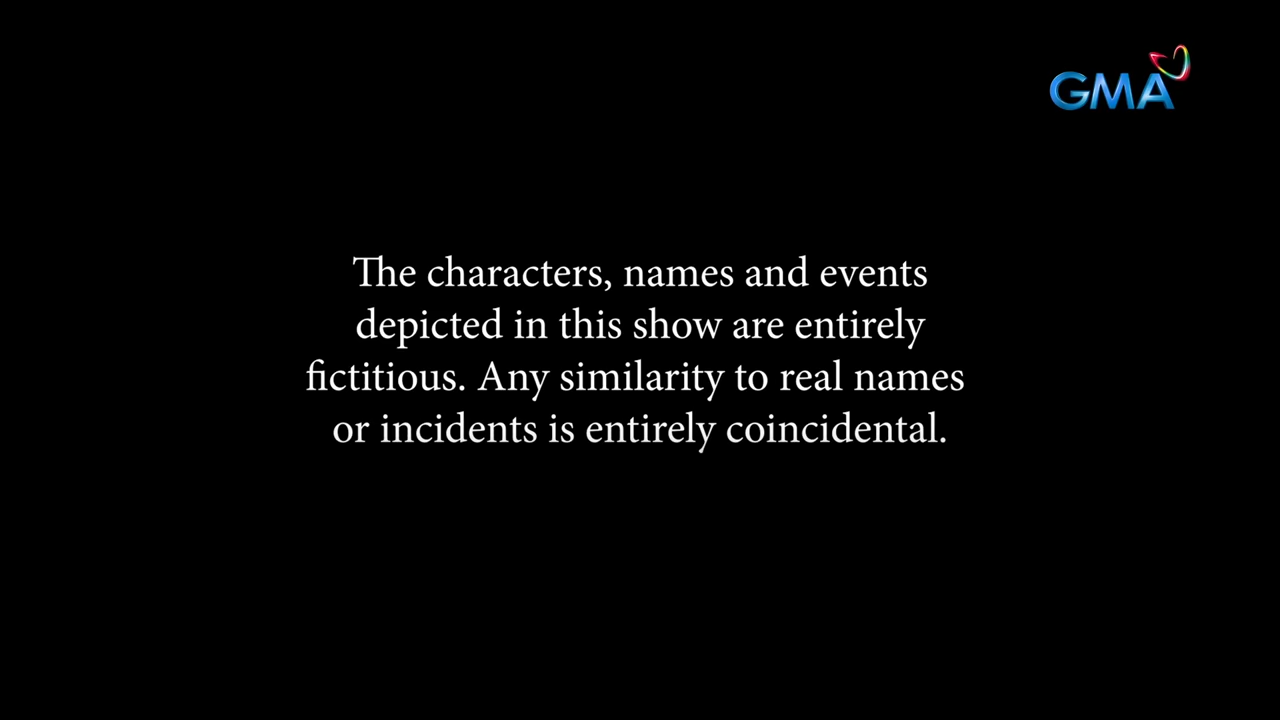 GMA
The characters, names and events
depicted in this show are entirely
fictitious. Any similarity to real names
or incidents is entirely coincidental.